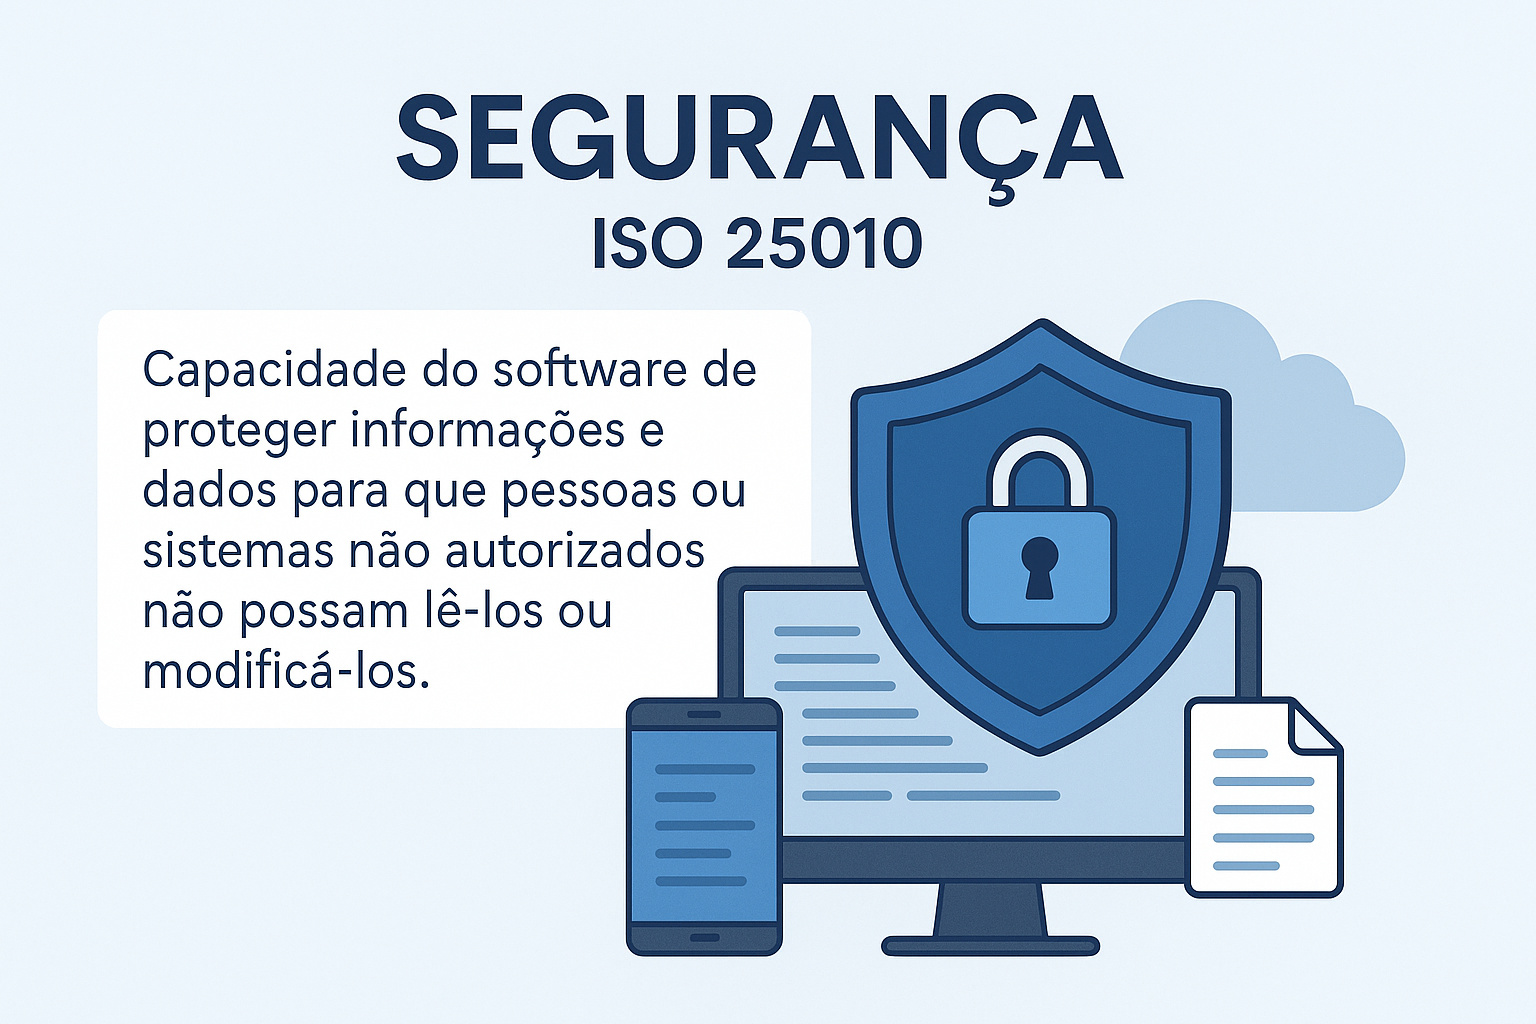 SEGURANÇA
ISO 25010
Capacidade do software de
proteger informações e
dados para que pessoas ou
sistemas não autorizados
não possam lê-los ou
modificá-los.